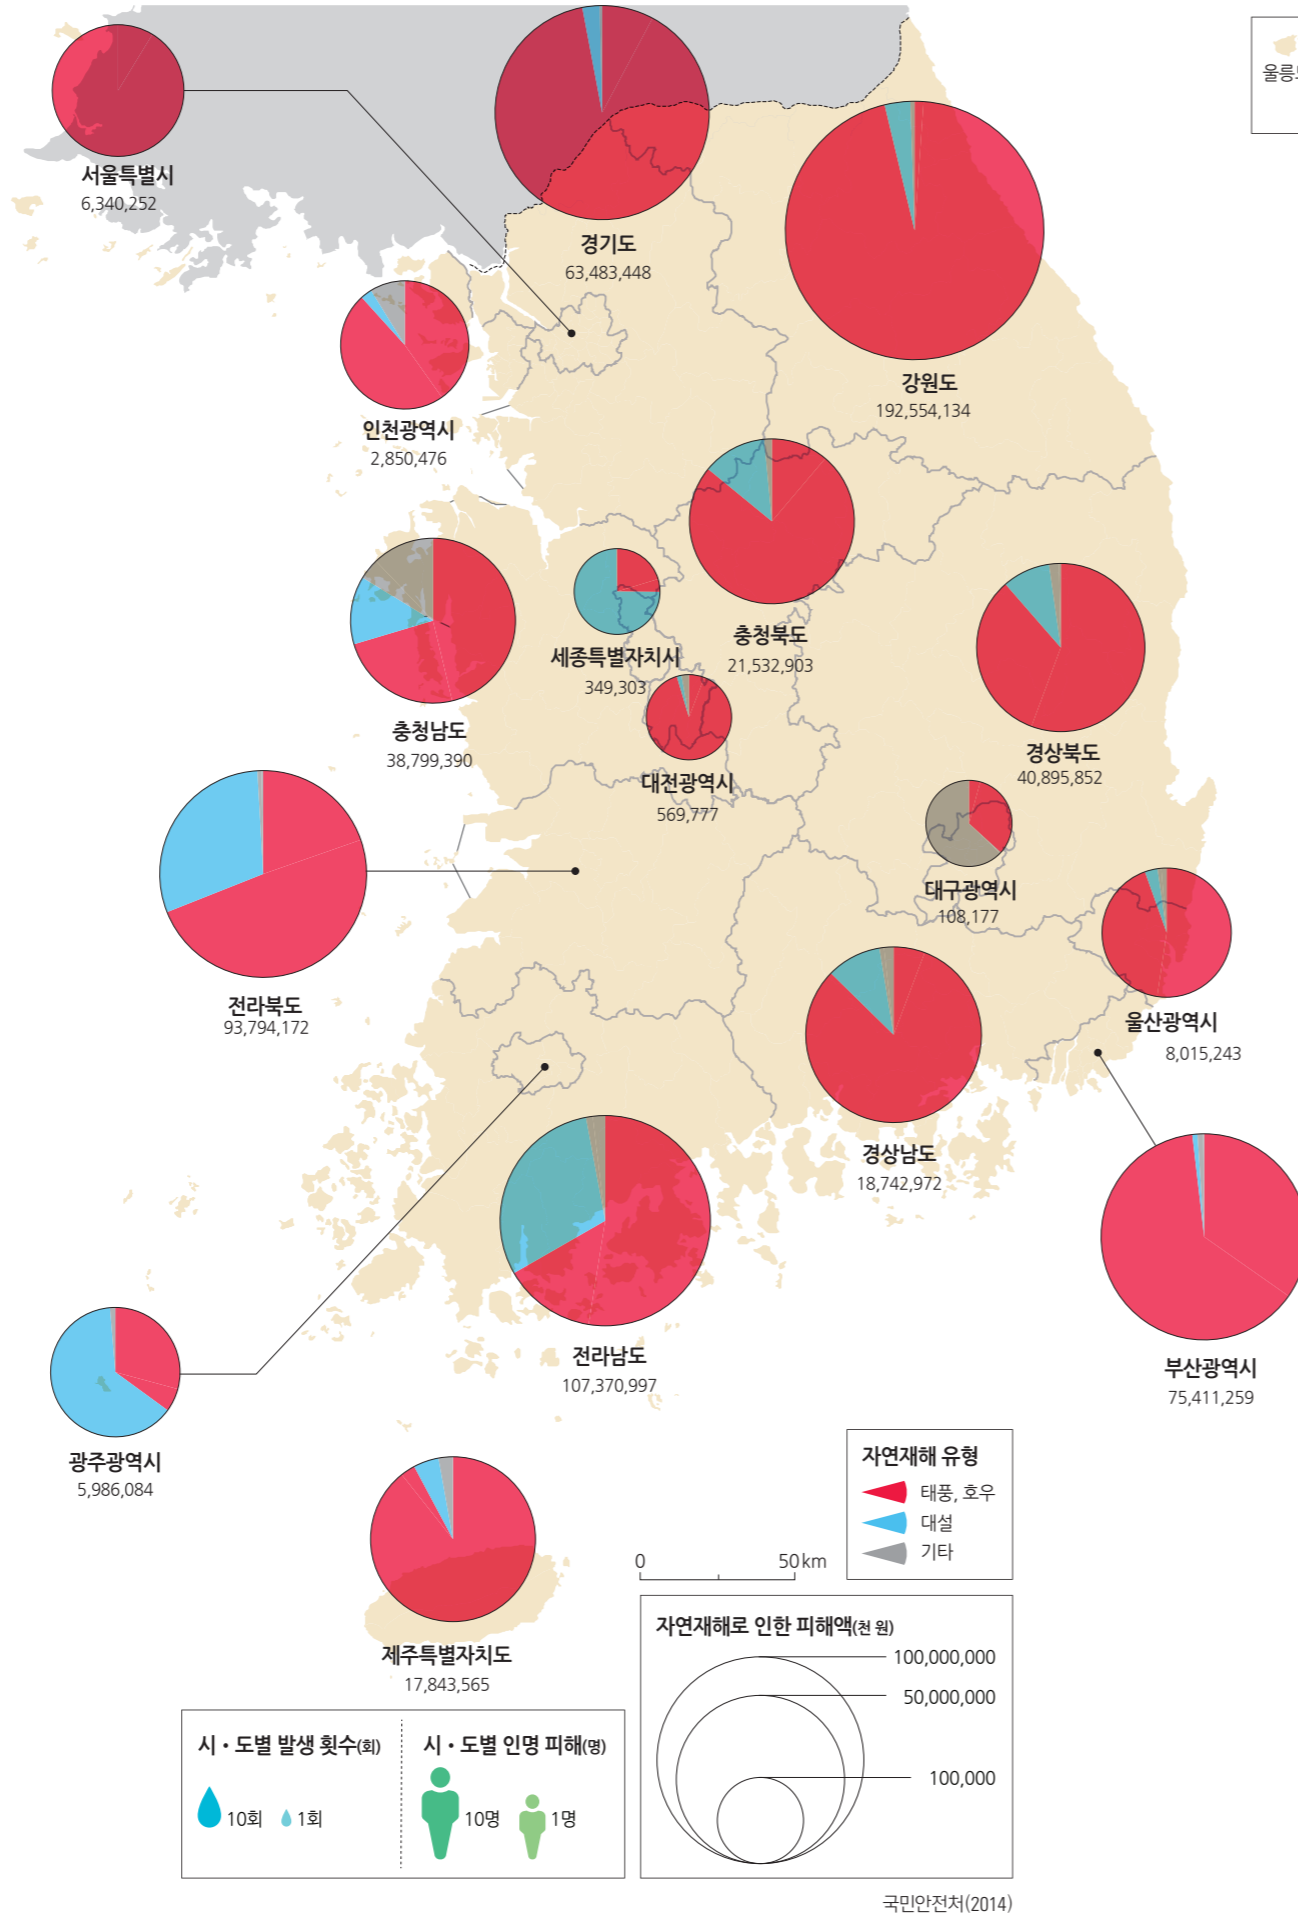 울릉도
서울특별시
6,340,252
경기도
63,483,448
강원도
192,554,134
인천광역시
2,850,476
충청북도
21,532,903
세종특별자치시
349,303
충청남도
38,799,390
대전광역시
569,777
경상북도
40,895,852
대구광역시
108,177
전라북도
93,794,172
울산광역시
8,015,243
경상남도
18,742,972
부산광역시
75,411,259
전라남도
107,370,997
광주광역시
5,986,084
제주특별자치도
17,843,565
자연재해 유형
태풍, 호우
대설
기타
0 50km
자연재해로 인한 피해액(천 원)
100,000,000
50,000,000
100,000
시・도별 발생 횟수(회)
10회 1회
시・도별 인명 피해(명)
10명 1명
국민안전처(2014)